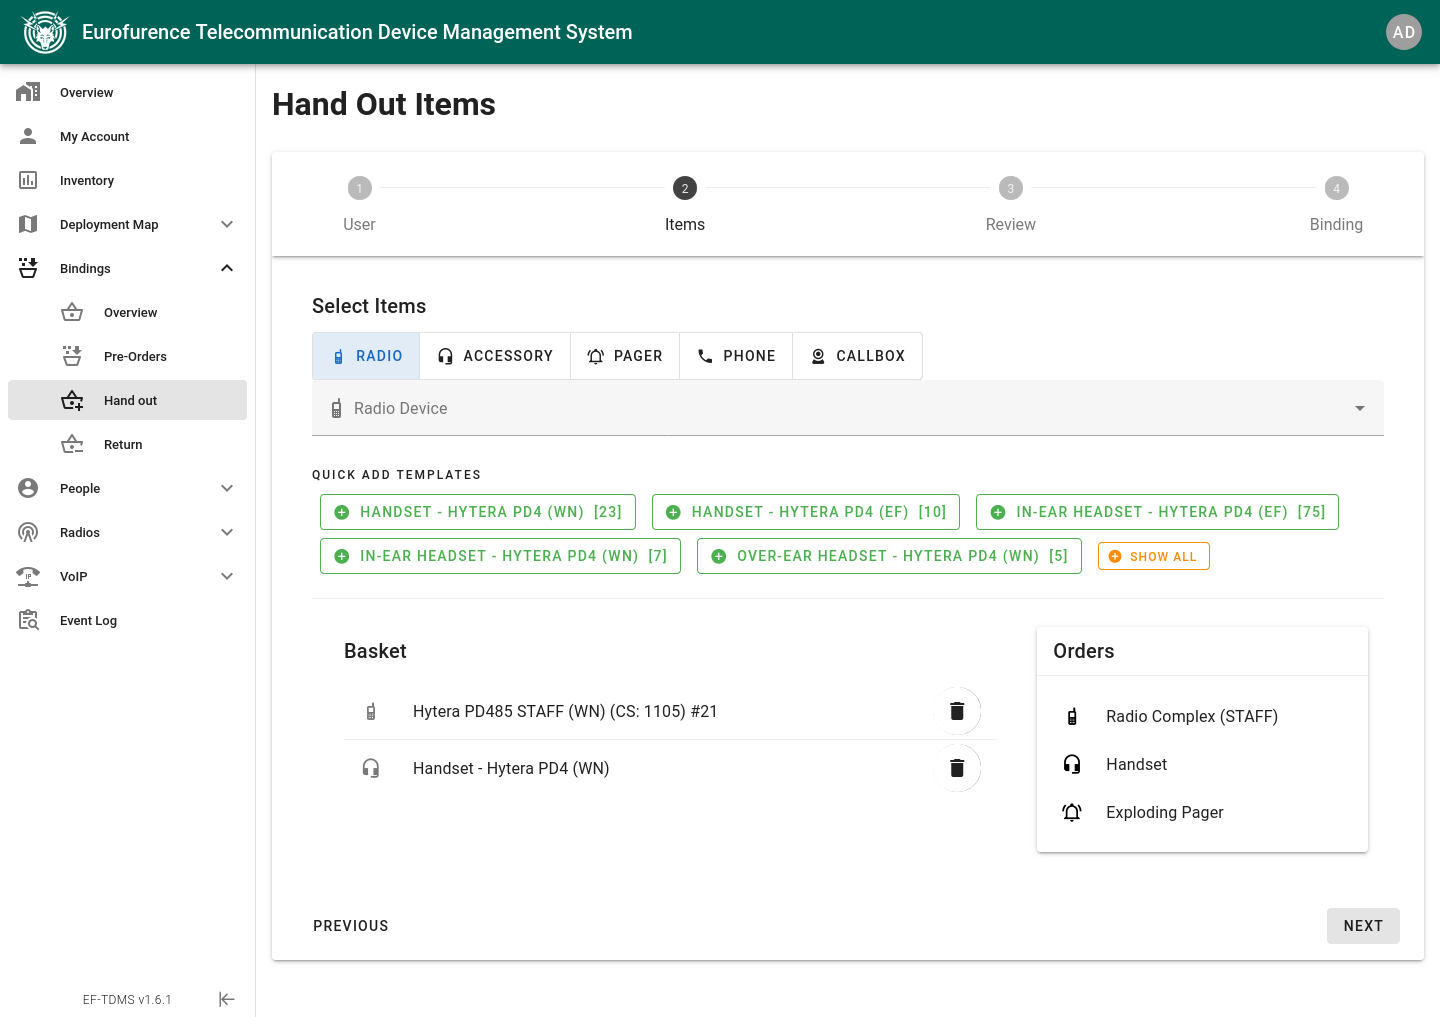 Eurofurence Telecommunication Device Management System
AD
Overview
My Account
Inventory
Deployment Map
Bindings
Overview
Pre-Orders
Hand out
Return
People
Radios
IP
VoIP
Event Log
EF-TDMS v1.6.1
Hand Out Items
1
2
3
4
User
Items
Review
Binding
Select Items
RADIO
ACCESSORY
PAGER
PHONE
CALLBOX
Radio Device
QUICK ADD TEMPLATES
HANDSET - HYTERA PD4 (WN) [23]
HANDSET - HYTERA PD4 (EF) [10]
IN-EAR HEADSET - HYTERA PD4 (EF) [75]
IN-EAR HEADSET - HYTERA PD4 (WN) [7]
OVER-EAR HEADSET - HYTERA PD4 (WN) [5]
SHOW ALL
Basket
Hytera PD485 STAFF (WN) (CS: 1105) #21
Handset - Hytera PD4 (WN)
Orders
Radio Complex (STAFF)
Handset
Exploding Pager
PREVIOUS
NEXT